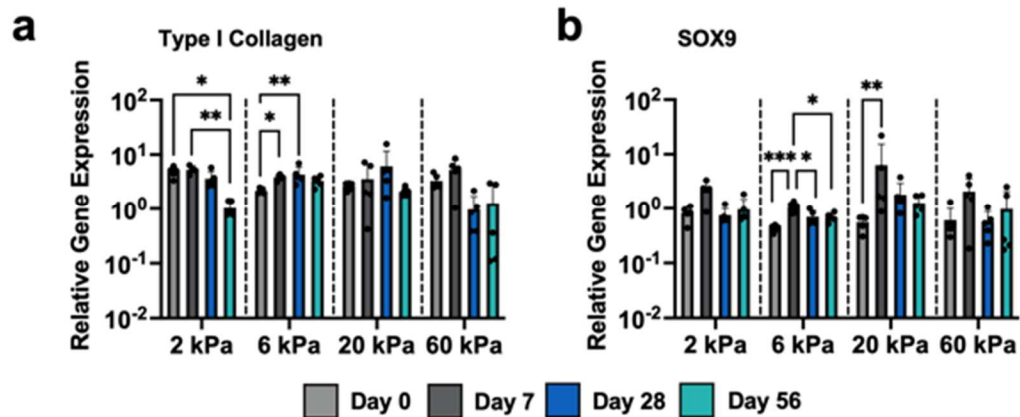 a
Type I Collagen
Relative Gene Expression
10²
10¹
10⁰
10⁻¹
10⁻²
*
**
**
*
2 kPa 6 kPa 20 kPa 60 kPa
b
SOX9
Relative Gene Expression
10²
10¹
10⁰
10⁻¹
10⁻²
**
*
*** *
2 kPa 6 kPa 20 kPa 60 kPa
Day 0 Day 7 Day 28 Day 56